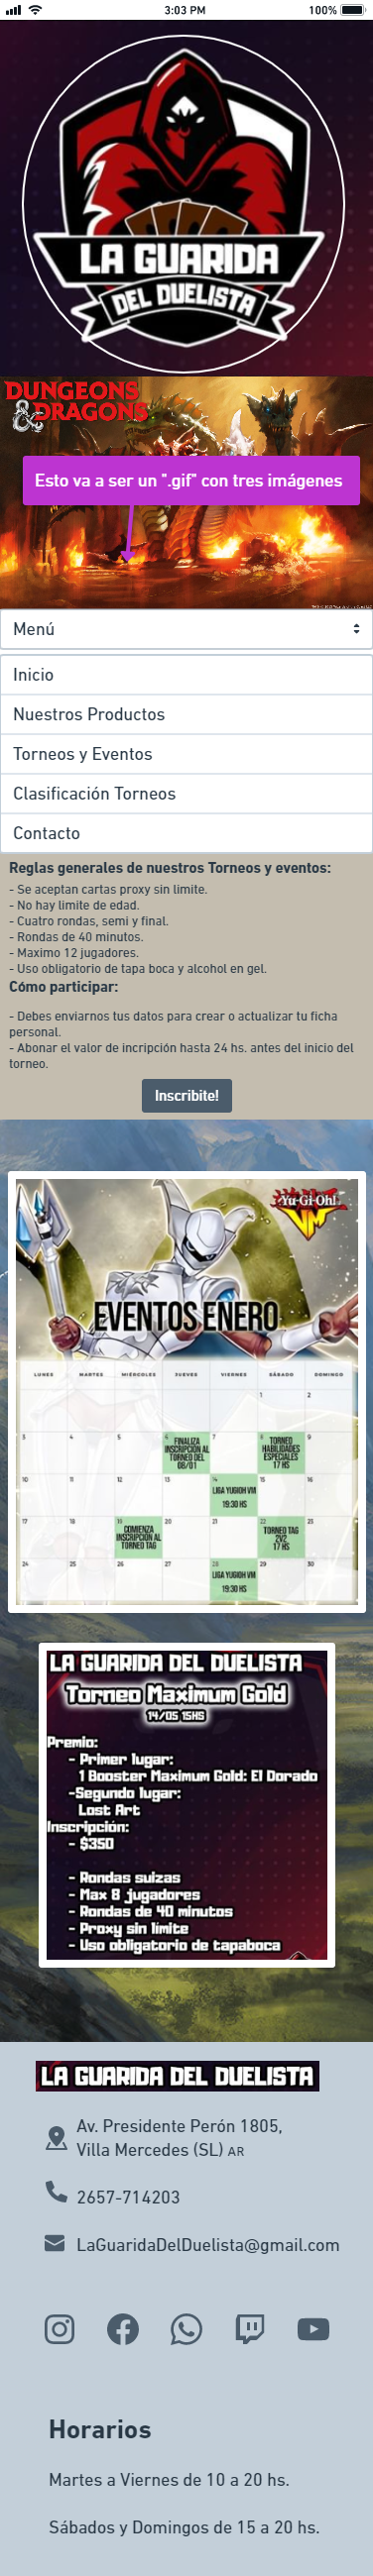 3:03 PM
100%
LA GUARIDA
DEL DUELISTA
DUNGEONS
& DRAGONS
Esto va a ser un ".gif" con tres imágenes
Menú
Inicio
Nuestros Productos
Torneos y Eventos
Clasificación Torneos
Contacto
Reglas generales de nuestros Torneos y eventos:
- Se aceptan cartas proxy sin limite.
- No hay limite de edad.
- Cuatro rondas, semi y final.
- Rondas de 40 minutos.
- Maximo 12 jugadores.
- Uso obligatorio de tapa boca y alcohol en gel.
Cómo participar:
- Debes enviarnos tus datos para crear o actualizar tu ficha
personal.
- Abonar el valor de incripción hasta 24 hs. antes del inicio del
torneo.
Inscribite!
Yu-Gi-Oh!
VM
EVENTOS ENERO
LUNES MARTES MIÉRCOLES JUEVES VIERNES SÁBADO DOMINGO
1 2
3 4 5 6 7 8 9
FINALIZA
INSCRIPCIÓN AL
TORNEO DEL
08/01
TORNEO
HABILIDADES
ESPECIALES
17 HS
10 11 12 13 14 15 16
LIGA YUGIOH VM
19:30 HS
17 18 19 20 21 22 23
COMIENZA
INSCRIPCIÓN AL
TORNEO TAG
TORNEO TAG
2V2
17 HS
24 25 26 27 28 29 30
LIGA YUGIOH VM
19:30 HS
LA GUARIDA DEL DUELISTA
Torneo Maximum Gold
14/05 15HS
Premio:
- Primer lugar:
1 Booster Maximum Gold: El Dorado
-Segundo lugar:
Lost Art
Inscripción:
- $350
- Rondas suizas
- Max 8 jugadores
- Rondas de 40 minutos
- Proxy sin limite
- Uso obligatorio de tapaboca
LA GUARIDA DEL DUELISTA
Av. Presidente Perón 1805,
Villa Mercedes (SL) AR
2657-714203
LaGuaridaDelDuelista@gmail.com
Horarios
Martes a Viernes de 10 a 20 hs.
Sábados y Domingos de 15 a 20 hs.